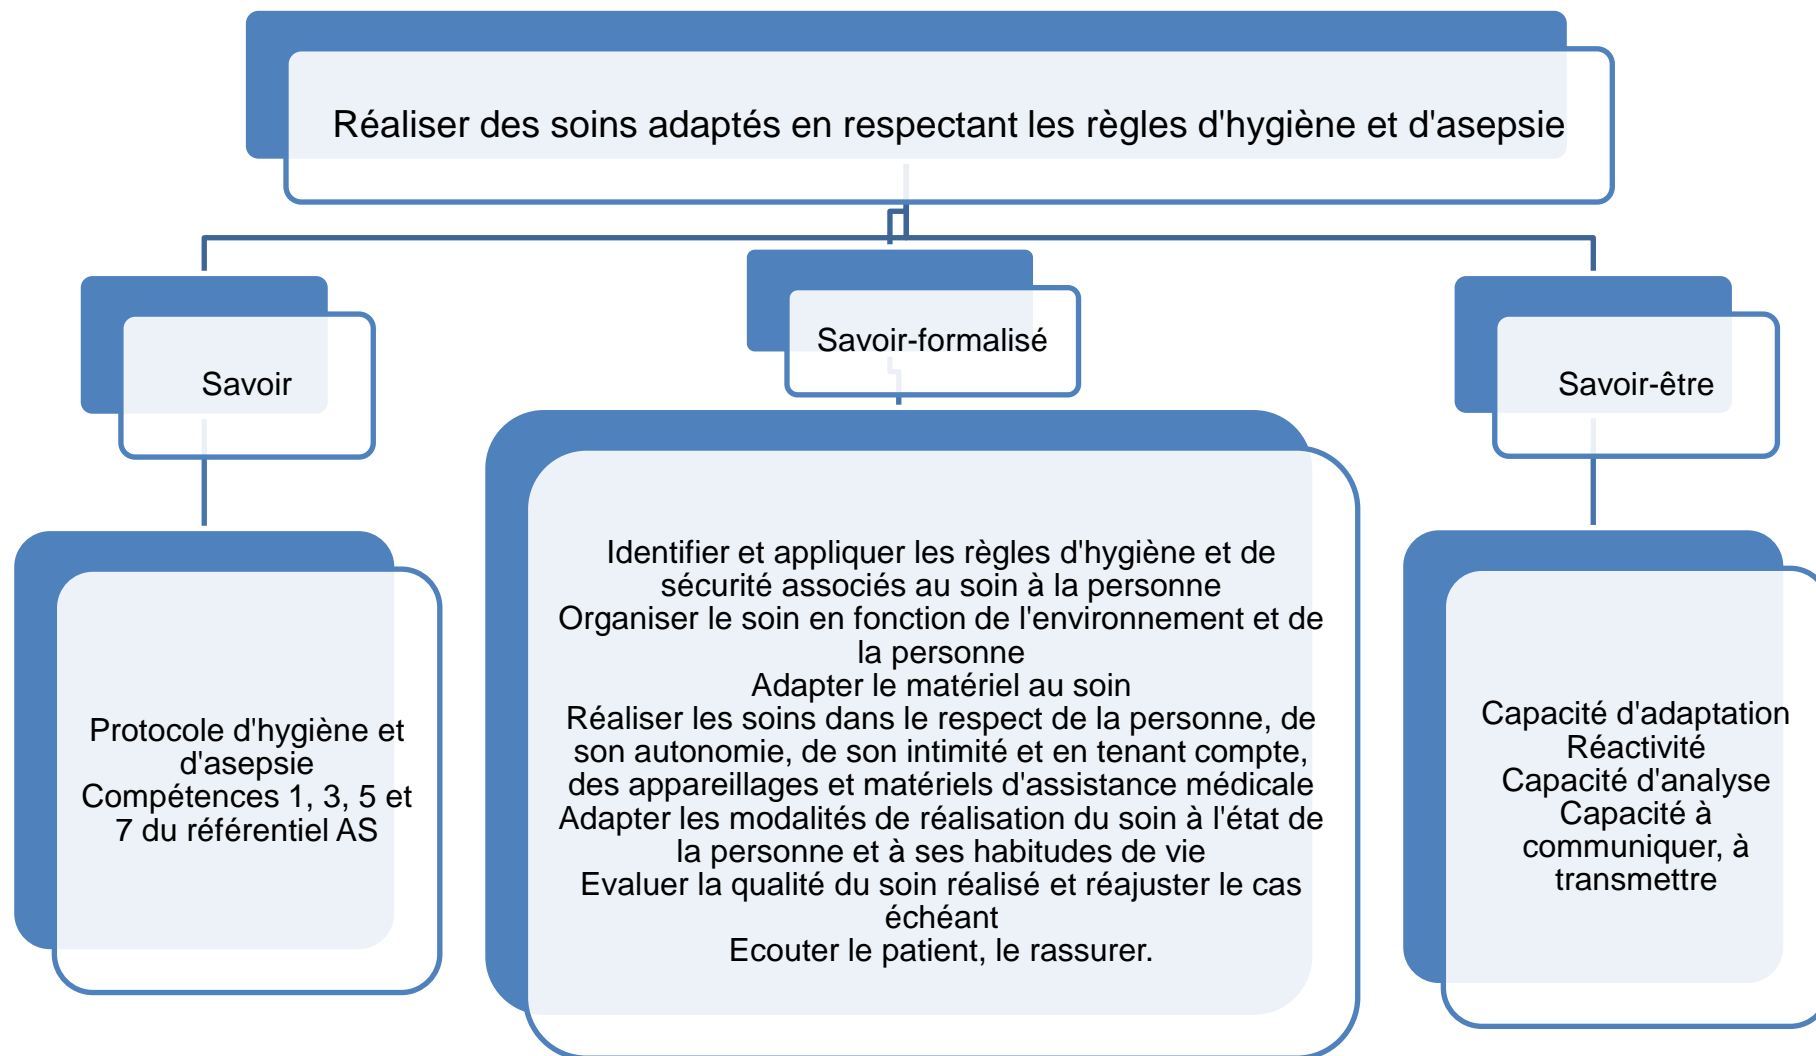 Réaliser des soins adaptés en respectant les règles d'hygiène et d'asepsie
Savoir
Savoir-formalisé
Savoir-être
Protocole d'hygiène et
d'asepsie
Compétences 1, 3, 5 et
7 du référentiel AS
Identifier et appliquer les règles d'hygiène et de
sécurité associés au soin à la personne
Organiser le soin en fonction de l'environnement et de
la personne
Adapter le matériel au soin
Réaliser les soins dans le respect de la personne, de
son autonomie, de son intimité et en tenant compte,
des appareillages et matériels d'assistance médicale
Adapter les modalités de réalisation du soin à l'état de
la personne et à ses habitudes de vie
Evaluer la qualité du soin réalisé et réajuster le cas
échéant
Ecouter le patient, le rassurer.
Capacité d'adaptation
Réactivité
Capacité d'analyse
Capacité à
communiquer, à
transmettre